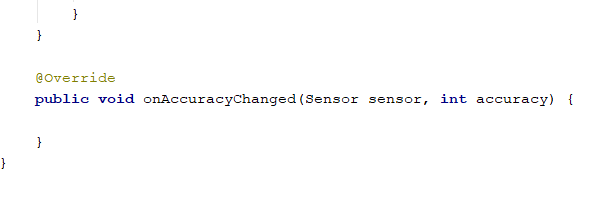 }
}
@Override
public void onAccuracyChanged(Sensor sensor, int accuracy) {
}
}